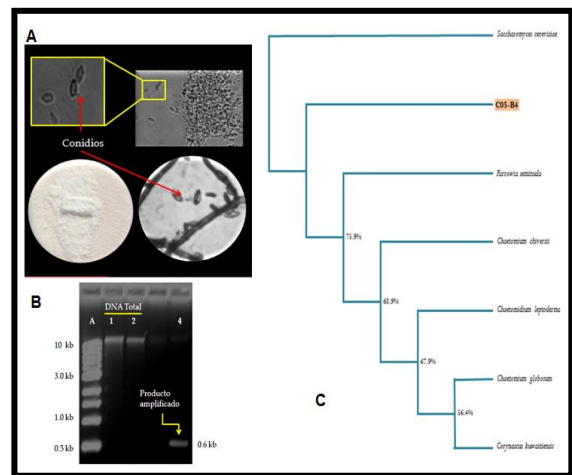 A
Conidios
B
DNA Total
A 1 2 4
10 kb
3.0 kb
1.0 kb
0.5 kb
Producto
amplificado
0.6 kb
C
Saccharomyces cerevisiae
C03-B4
Farrowia seminuda
Chaetomium chiversii
Chaetomidium leptoderma
Chaetomium globosum
Corynascus kuwaitiensis
75.9%
68.9%
67.9%
56.4%